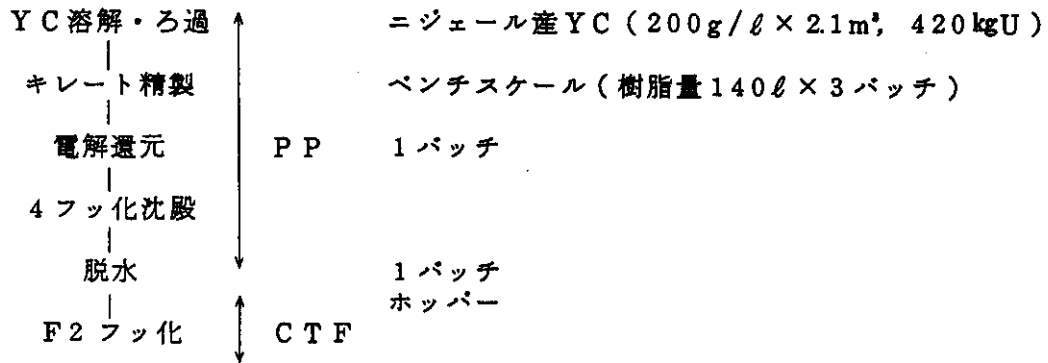 YC溶解・ろ過 ニジェール産YC(200g/ℓ×2.1m³, 420kgU)
キレート精製 ベンチスケール(樹脂量140ℓ×3バッチ)
電解還元 PP 1バッチ
4フッ化沈殿
脱水 1バッチ
ホッパー
F2フッ化 CTF